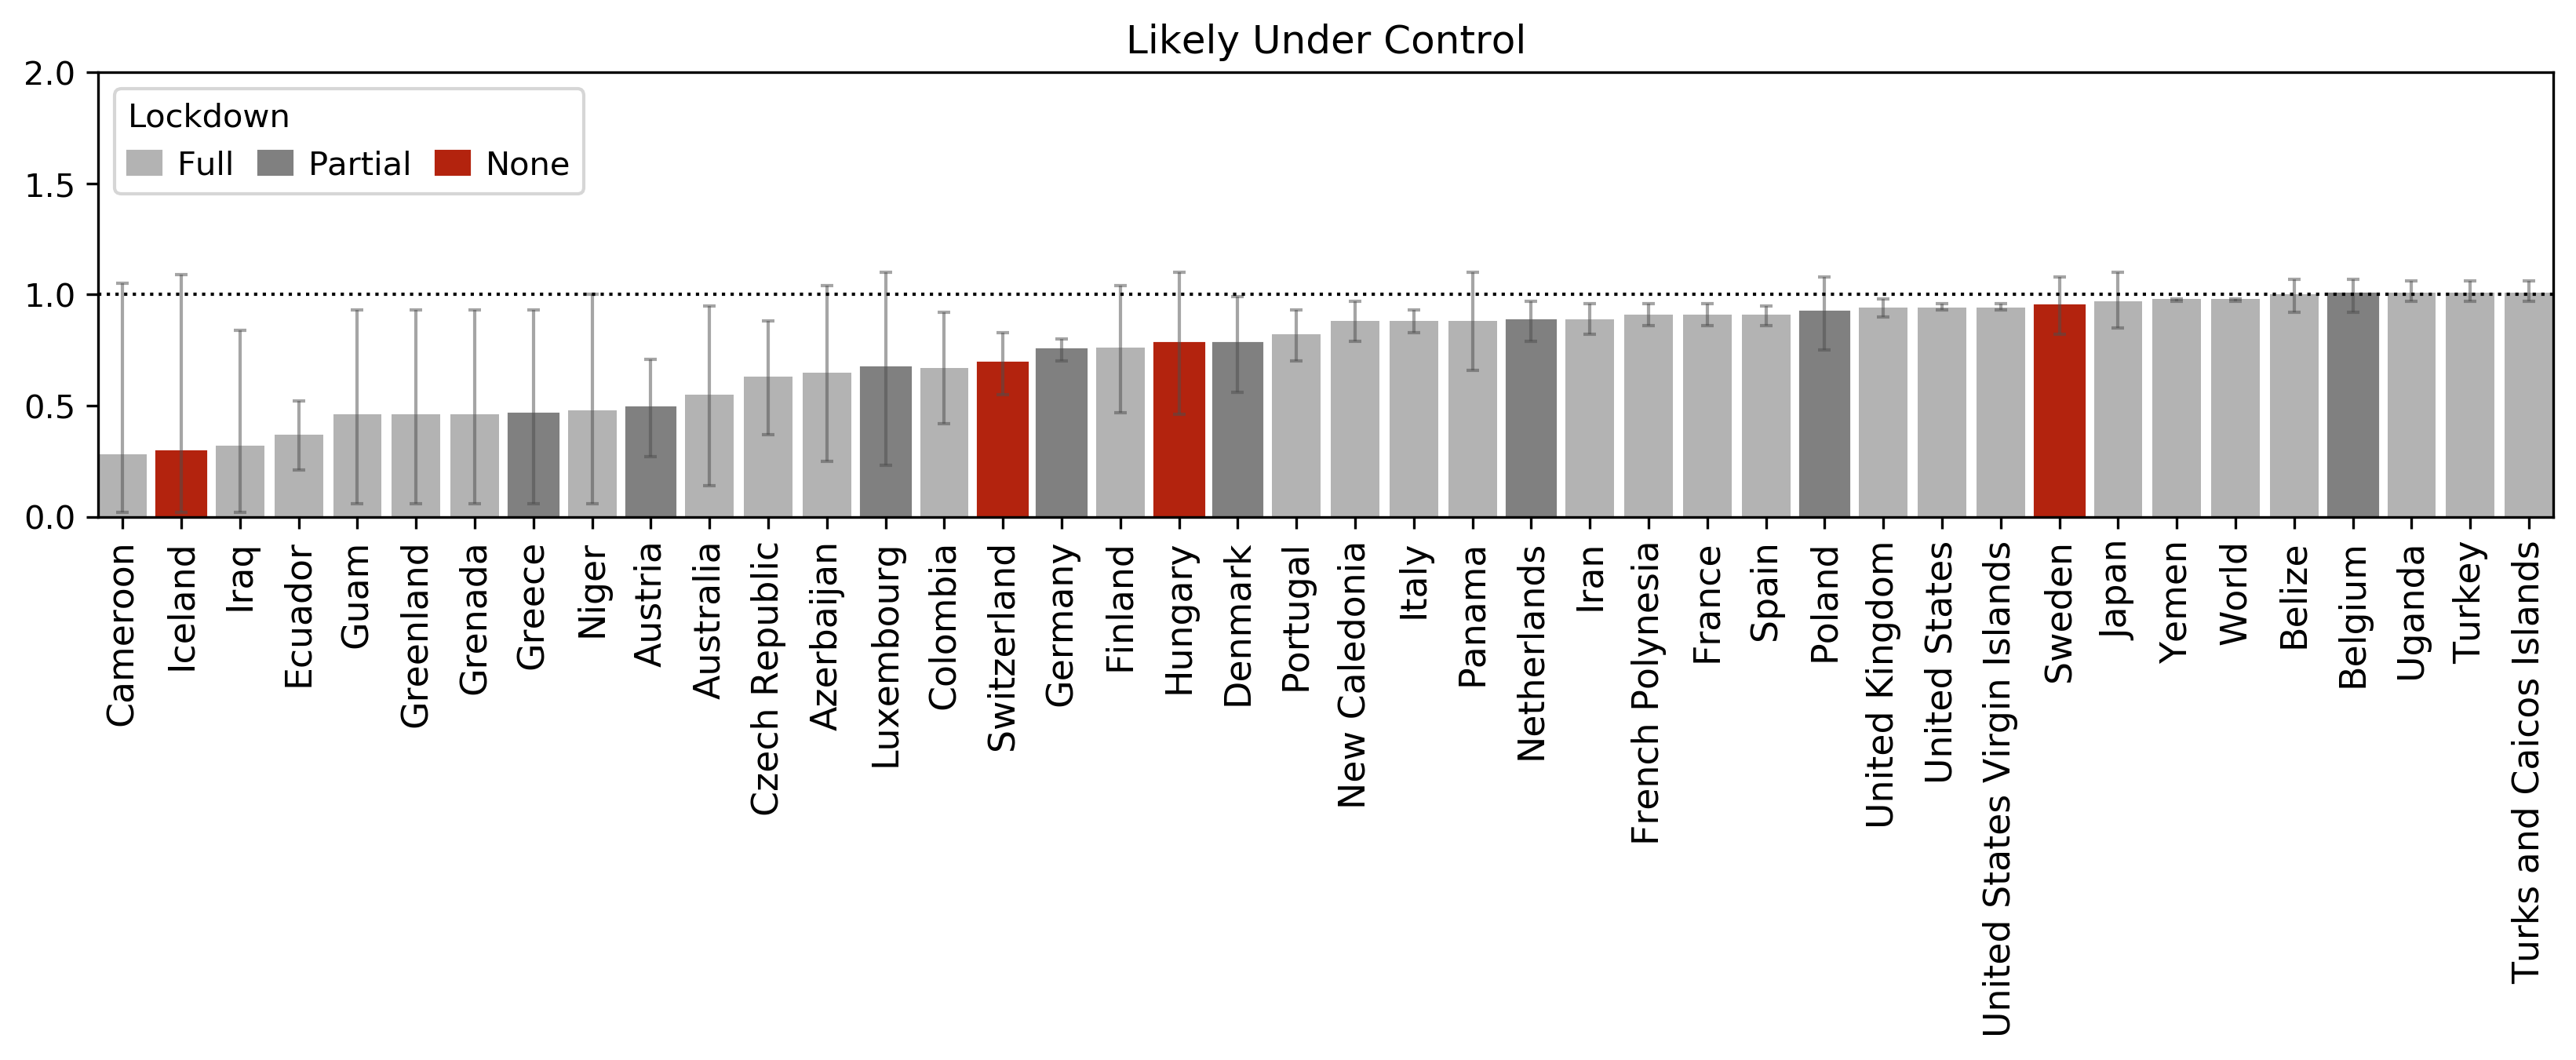 Likely Under Control
2.0
1.5
1.0
0.5
0.0
Lockdown
Full Partial None
Cameroon
Iceland
Iraq
Ecuador
Guam
Greenland
Grenada
Greece
Niger
Austria
Australia
Czech Republic
Azerbaijan
Luxembourg
Colombia
Switzerland
Germany
Finland
Hungary
Denmark
Portugal
New Caledonia
Italy
Panama
Netherlands
Iran
French Polynesia
France
Spain
Poland
United Kingdom
United States
United States Virgin Islands
Sweden
Japan
Yemen
World
Belize
Belgium
Uganda
Turkey
Turks and Caicos Islands